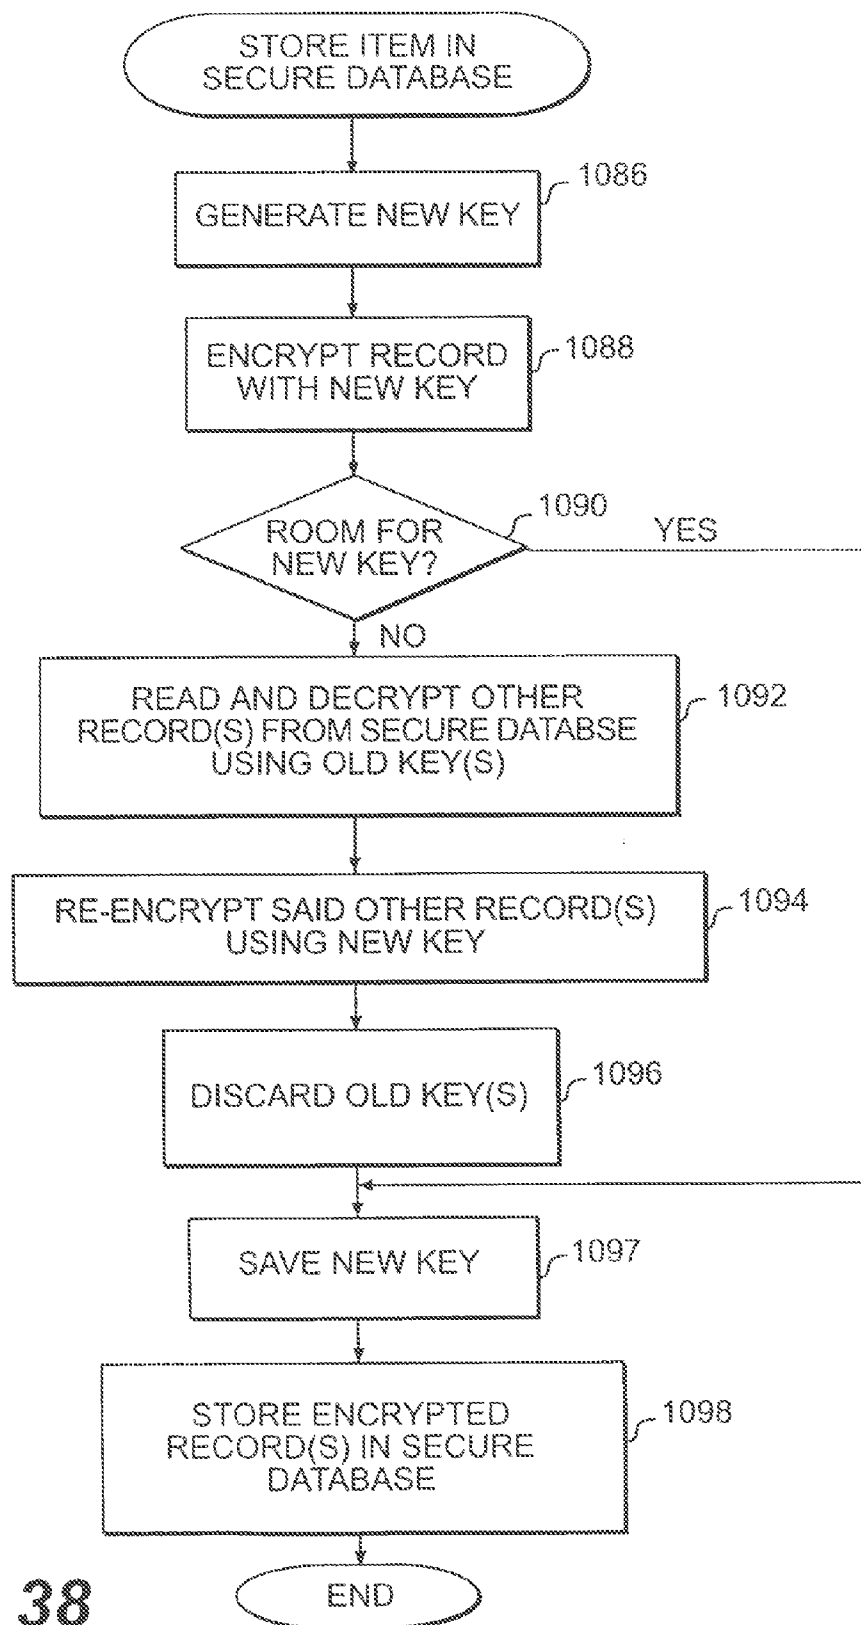 STORE ITEM IN
SECURE DATABASE
1086
GENERATE NEW KEY
1088
ENCRYPT RECORD
WITH NEW KEY
1090
ROOM FOR
NEW KEY?
YES
NO
1092
READ AND DECRYPT OTHER
RECORD(S) FROM SECURE DATABSE
USING OLD KEY(S)
1094
RE-ENCRYPT SAID OTHER RECORD(S)
USING NEW KEY
1096
DISCARD OLD KEY(S)
1097
SAVE NEW KEY
1098
STORE ENCRYPTED
RECORD(S) IN SECURE
DATABASE
END
38